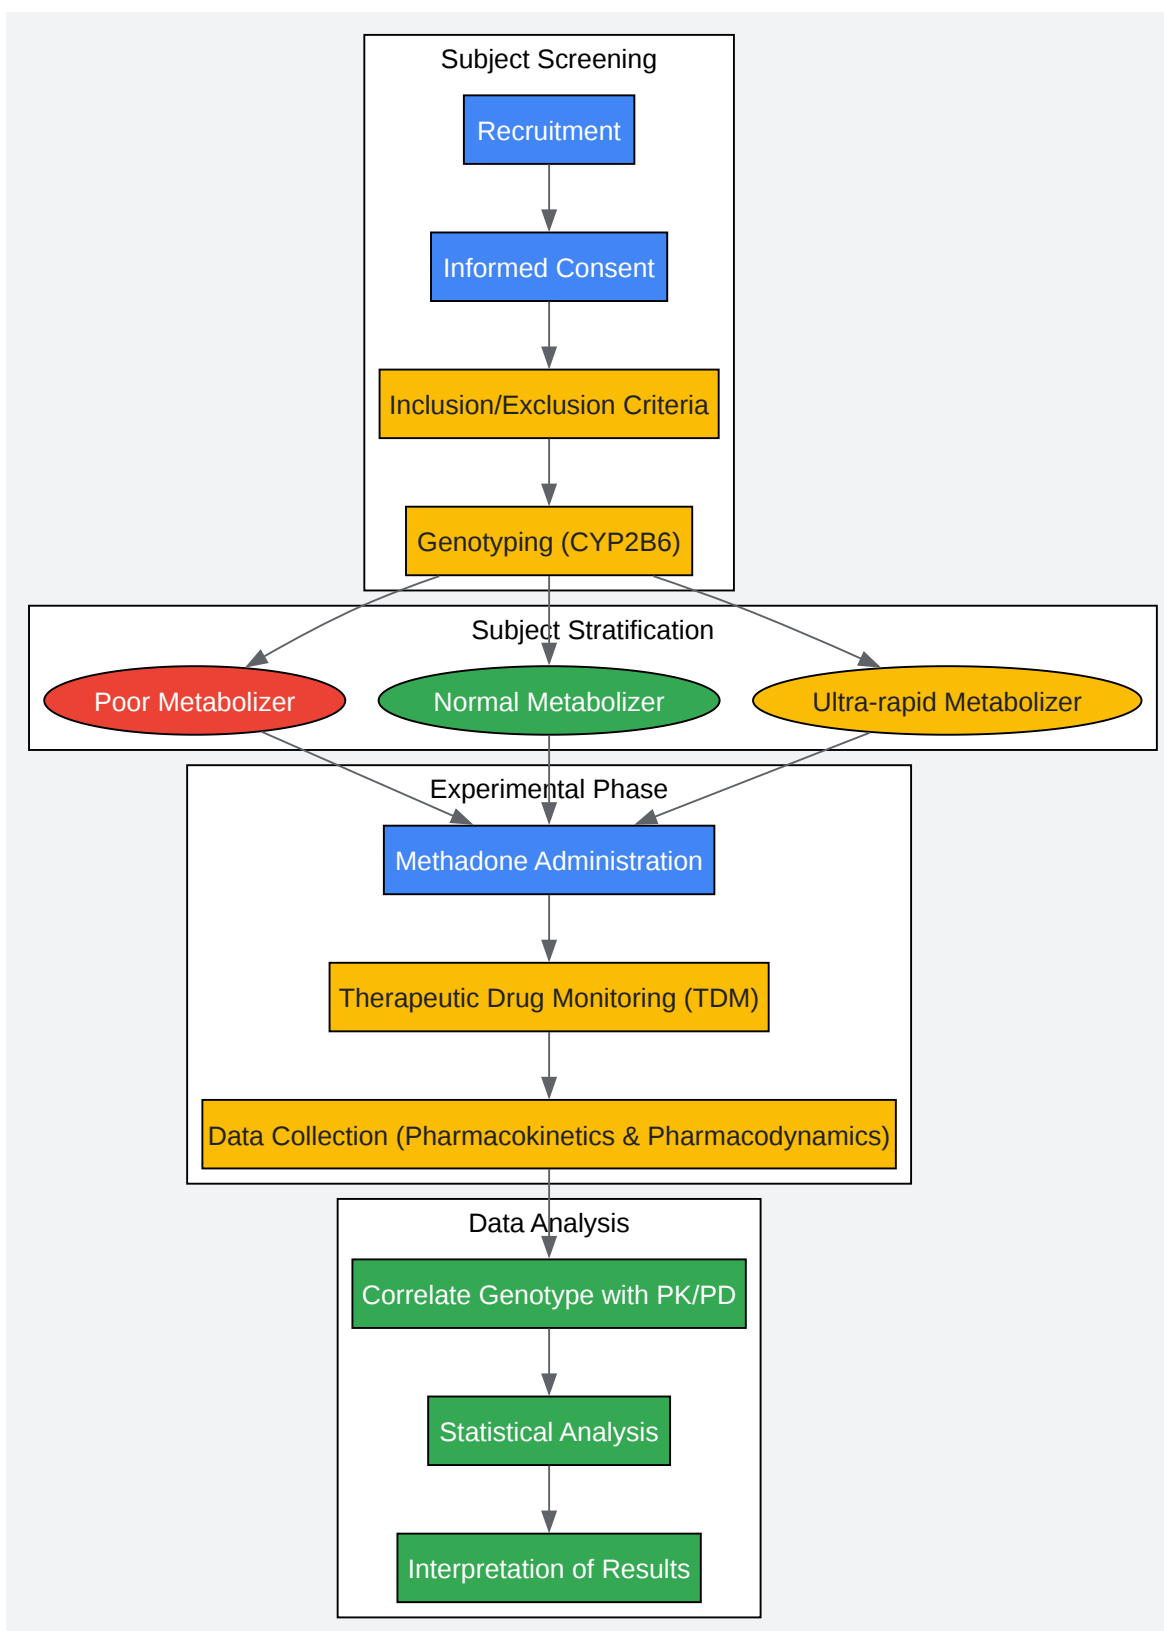 Subject Screening
Recruitment
Informed Consent
Inclusion/Exclusion Criteria
Genotyping (CYP2B6)
Subject Stratification
Poor Metabolizer
Normal Metabolizer
Ultra-rapid Metabolizer
Experimental Phase
Methadone Administration
Therapeutic Drug Monitoring (TDM)
Data Collection (Pharmacokinetics & Pharmacodynamics)
Data Analysis
Correlate Genotype with PK/PD
Statistical Analysis
Interpretation of Results